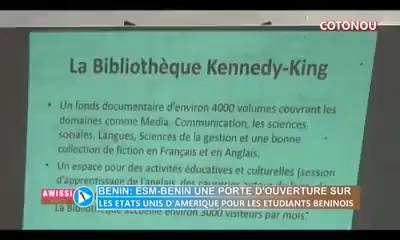 COTONOU
La Bibliothèque Kennedy-King
• Un fonds documentaire d'environ 4000 volumes couvrant les
domaines comme Media Communication, les sciences
sociales, Langues, Sciences de la gestion et une bonne
collection de fiction en Français et en Anglais.
• Un espace pour des activités éducatives et culturelles (session
d'apprentissage de l'anglais, des causeries autour
AWISSI
BENIN: ESM-BENIN UNE PORTE D'OUVERTURE SUR
LES ETATS UNIS D'AMERIQUE POUR LES ETUDIANTS BENINOIS
La Bibliothèque accueille environ 3000 visiteurs par mois.